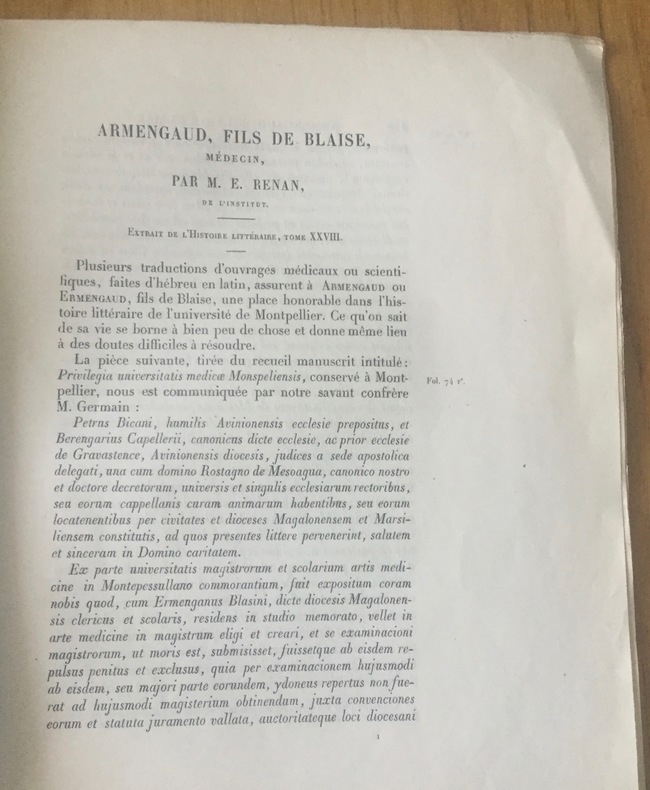 ARMENGAUD, FILS DE BLAISE,
MÉDECIN,
PAR M. E. RENAN,
DE L'INSTITUT.
EXTRAIT DE L'HISTOIRE LITTÉRAIRE, TOME XXVIII.
Plusieurs traductions d'ouvrages médicaux ou scienti-
fiques, faites d'hébreu en latin, assurent à ARMENGAUD ou
ERMENGAUD, fils de Blaise, une place honorable dans l'his-
toire littéraire de l'université de Montpellier. Ce qu'on sait
de sa vie se borne à bien peu de chose et donne même lieu
à des doutes difficiles à résoudre.
La pièce suivante, tirée du recueil manuscrit intitulé :
Privilegia universitatis medicæ Monspeliensis, conservé à Mont-
pellier, nous est communiquée par notre savant confrère
M. Germain :
Fol. 74 r°.
Petrus Bicani, humilis Avinionensis ecclesie prepositus, et
Berengarius Capellerii, canonicus dicte ecclesie, ac prior ecclesie
de Gravastence, Avinionensis diocesis, judices a sede apostolica
delegati, una cum domino Rostagno de Mesoagua, canonico nostro
et doctore decretorum, universis et singulis ecclesiarum rectoribus,
seu eorum cappellanis curam animarum habentibus, seu eorum
locatenentibus per civitates et dioceses Magalonensem et Marsi-
liensem constitutis, ad quos presentes littere pervenerint, salutem
et sinceram in Domino caritatem.
Ex parte universitatis magistrorum et scolarium artis medi-
cine in Montepessullano commorantium, fuit expositum coram
nobis quod, cum Ermenganus Blasini, dicte diocesis Magalonen-
sis clericus et scolaris, residens in studio memorato, vellet in
arte medicine in magistrum eligi et creari, et se examinacioni
magistrorum, ut moris est, submisisset, fuissetque ab eisdem re-
pulsus penitus et exclusus, quia per examinacionem hujusmodi
ab eisdem, seu majori parte eorundem, ydoneus repertus non fue-
rat ad hujusmodi magisterium obtinendum, juxta convenciones
eorum et statuta juramento vallata, auctoritateque loci diocesani
1